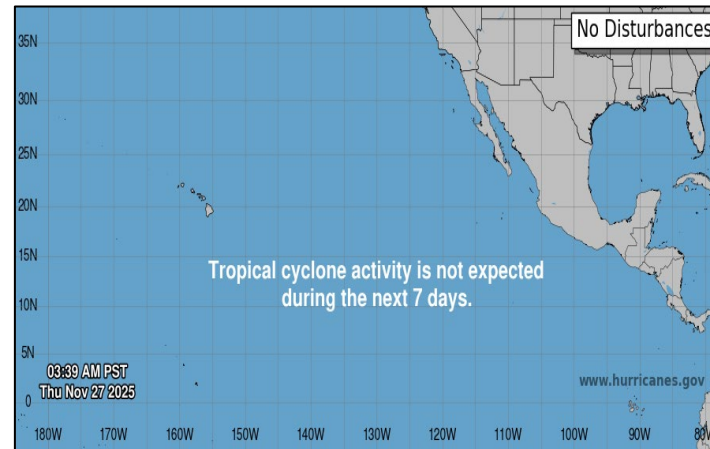 No Disturbances
35N
30N
25N
20N
15N
Tropical cyclone activity is not expected
during the next 7 days.
10N
5N
03:39 AM PST
Thu Nov 27 2025
www.hurricanes.gov
0
180W 170W 160W 150W 140W 130W 120W 110W 100W 90W 80W